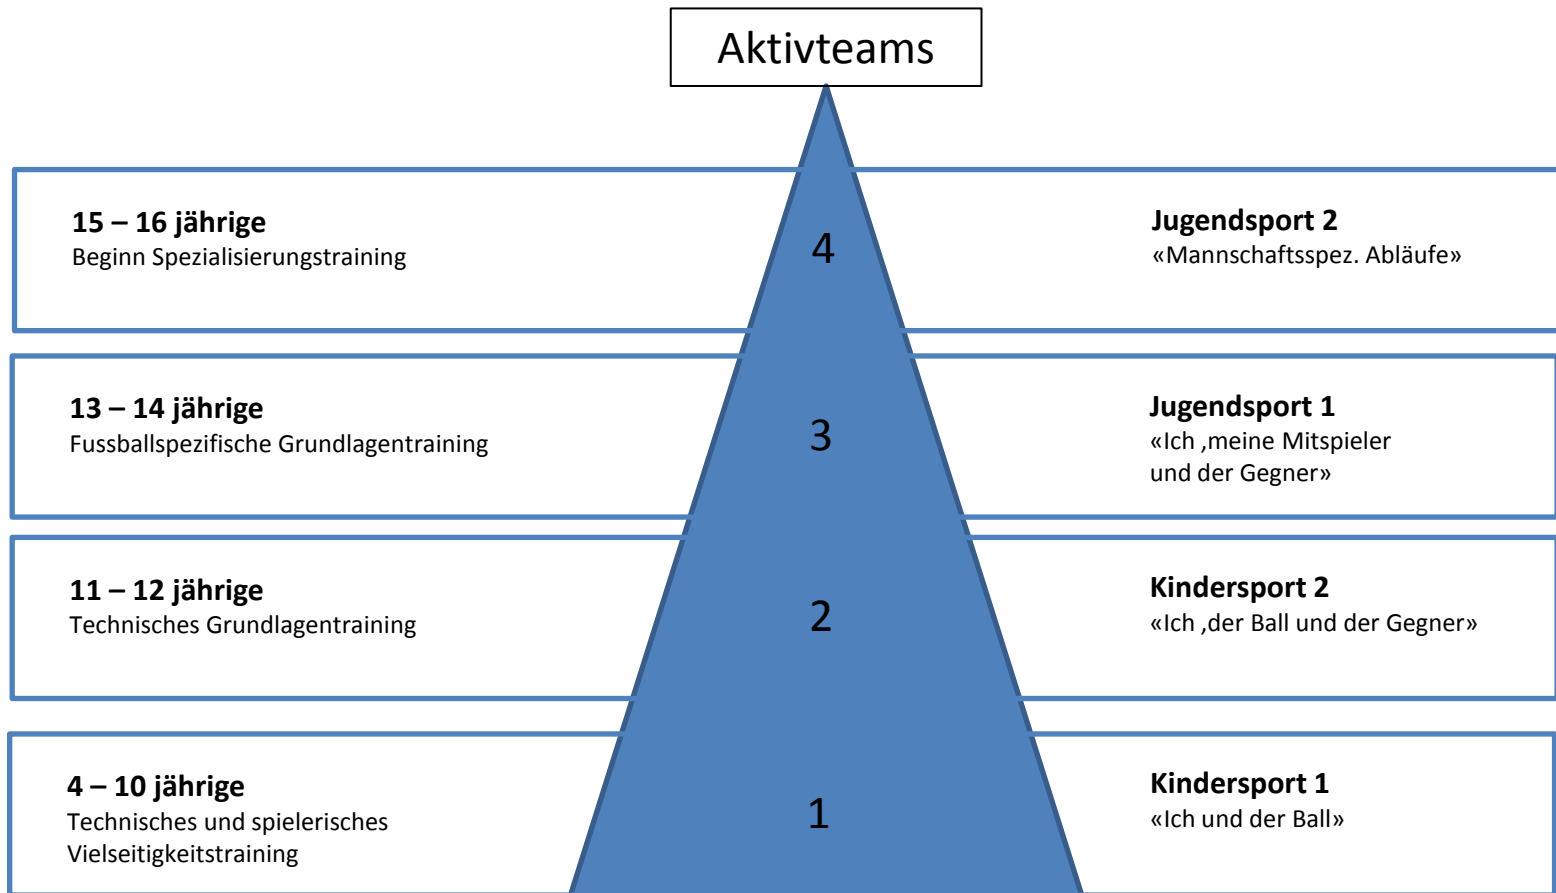 Aktivteams
15 – 16 jährige
Beginn Spezialisierungstraining
4
Jugendsport 2
«Mannschaftsspez. Abläufe»
13 – 14 jährige
Fussballspezifische Grundlagentraining
3
Jugendsport 1
«Ich ,meine Mitspieler
und der Gegner»
11 – 12 jährige
Technisches Grundlagentraining
2
Kindersport 2
«Ich ,der Ball und der Gegner»
4 – 10 jährige
Technisches und spielerisches
Vielseitigkeitstraining
1
Kindersport 1
«Ich und der Ball»